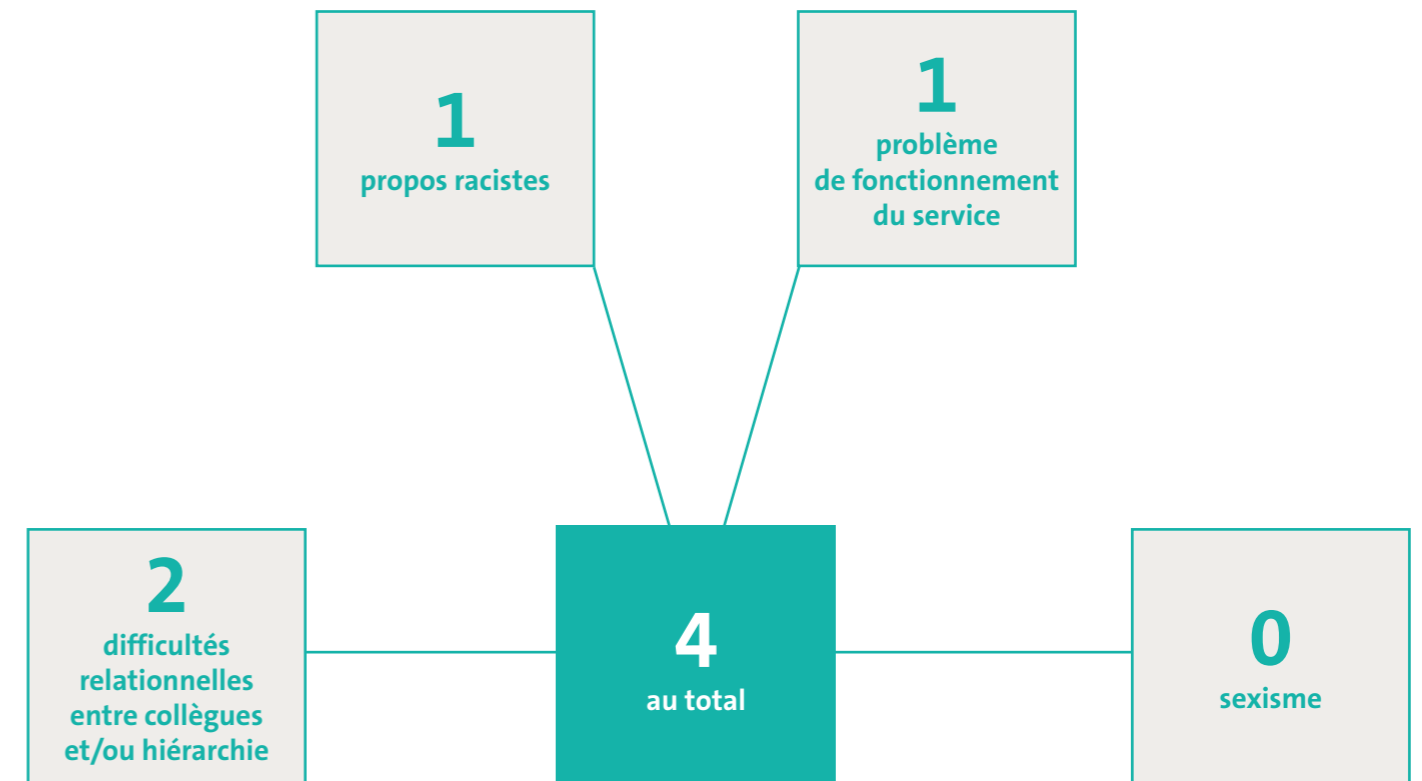 1
propos racistes
1
problème
de fonctionnement
du service
2
difficultés
relationnelles
entre collègues
et/ou hiérarchie
4
au total
0
sexisme